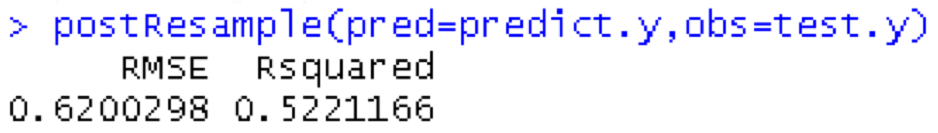 > postResample(pred=predict.y,obs=test.y)
RMSE Rsquared
0.6200298 0.5221166